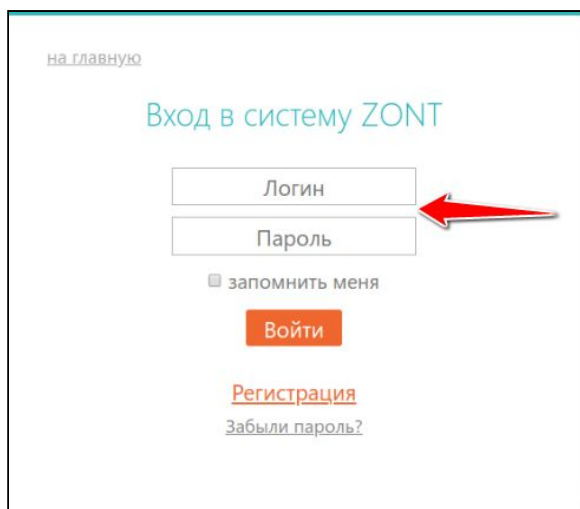 на главную
Вход в систему ZONT
Логин
Пароль
запомнить меня
Войти
Регистрация
Забыли пароль?